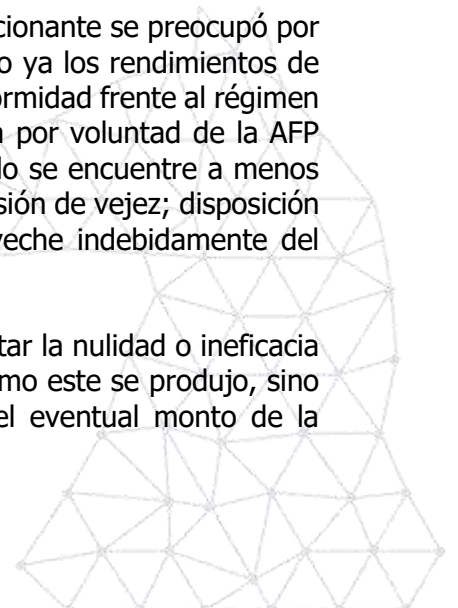 cionante se preocupó por
o ya los rendimientos de
ormidad frente al régimen
por voluntad de la AFP
lo se encuentre a menos
sión de vejez; disposición
veche indebidamente del
tar la nulidad o ineficacia
mo este se produjo, sino
el eventual monto de la